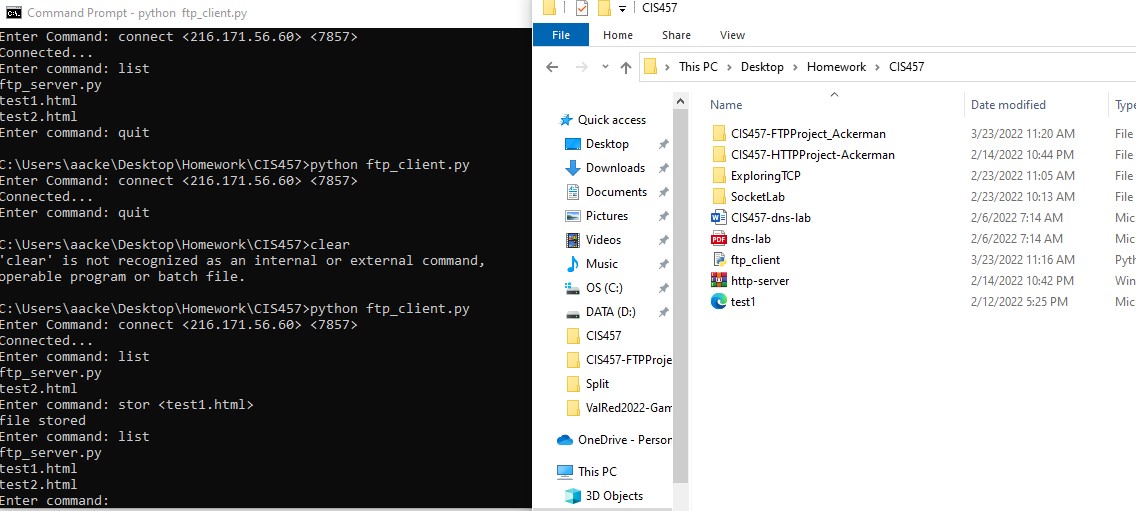 Command Prompt - python ftp_client.py
Enter Command: connect <216.171.56.60> <7857>
Connected...
Enter command: list
ftp_server.py
test1.html
test2.html
Enter command: quit
C:\Users\aacke\Desktop\Homework\CIS457>python ftp_client.py
Enter Command: connect <216.171.56.60> <7857>
Connected...
Enter command: quit
C:\Users\aacke\Desktop\Homework\CIS457>clear
'clear' is not recognized as an internal or external command,
operable program or batch file.
C:\Users\aacke\Desktop\Homework\CIS457>python ftp_client.py
Enter Command: connect <216.171.56.60> <7857>
Connected...
Enter command: list
ftp_server.py
test2.html
Enter command: stor <test1.html>
file stored
Enter command: list
ftp_server.py
test1.html
test2.html
Enter command:
CIS457
File Home Share View
This PC > Desktop > Homework > CIS457
Quick access
Desktop
Downloads
Documents
Pictures
Videos
Music
OS (C:)
DATA (D:)
CIS457
CIS457-FTPProje
Split
ValRed2022-Gam
OneDrive - Person
This PC
3D Objects
Name Date modified Type
CIS457-FTPProject_Ackerman 3/23/2022 11:20 AM File
CIS457-HTTPProject-Ackerman 2/14/2022 10:44 PM File
ExploringTCP 2/23/2022 11:05 AM File
SocketLab 2/23/2022 10:13 AM File
CIS457-dns-lab 2/6/2022 7:14 AM Mic
dns-lab 2/6/2022 7:14 AM Mic
ftp_client 3/23/2022 11:16 AM Pyth
http-server 2/14/2022 10:42 PM Win
test1 2/12/2022 5:25 PM Mic